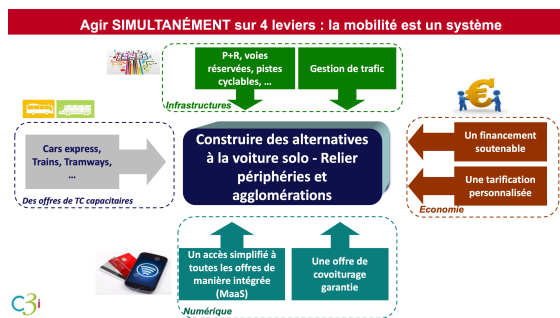 Agir SIMULTANÉMENT sur 4 leviers : la mobilité est un système
P+R, voies
réservées, pistes
cyclables, ...
Gestion de trafic
Infrastructures
Cars express,
Trains, Tramways,
...
Des offres de TC capacitaires
Construire des alternatives
à la voiture solo - Relier
périphéries et
agglomérations
Un financement
soutenable
Une tarification
personnalisée
Economie
Un accès simplifié à
toutes les offres de
manière intégrée
(MaaS)
Une offre de
covoiturage
garantie
Numérique
C3i